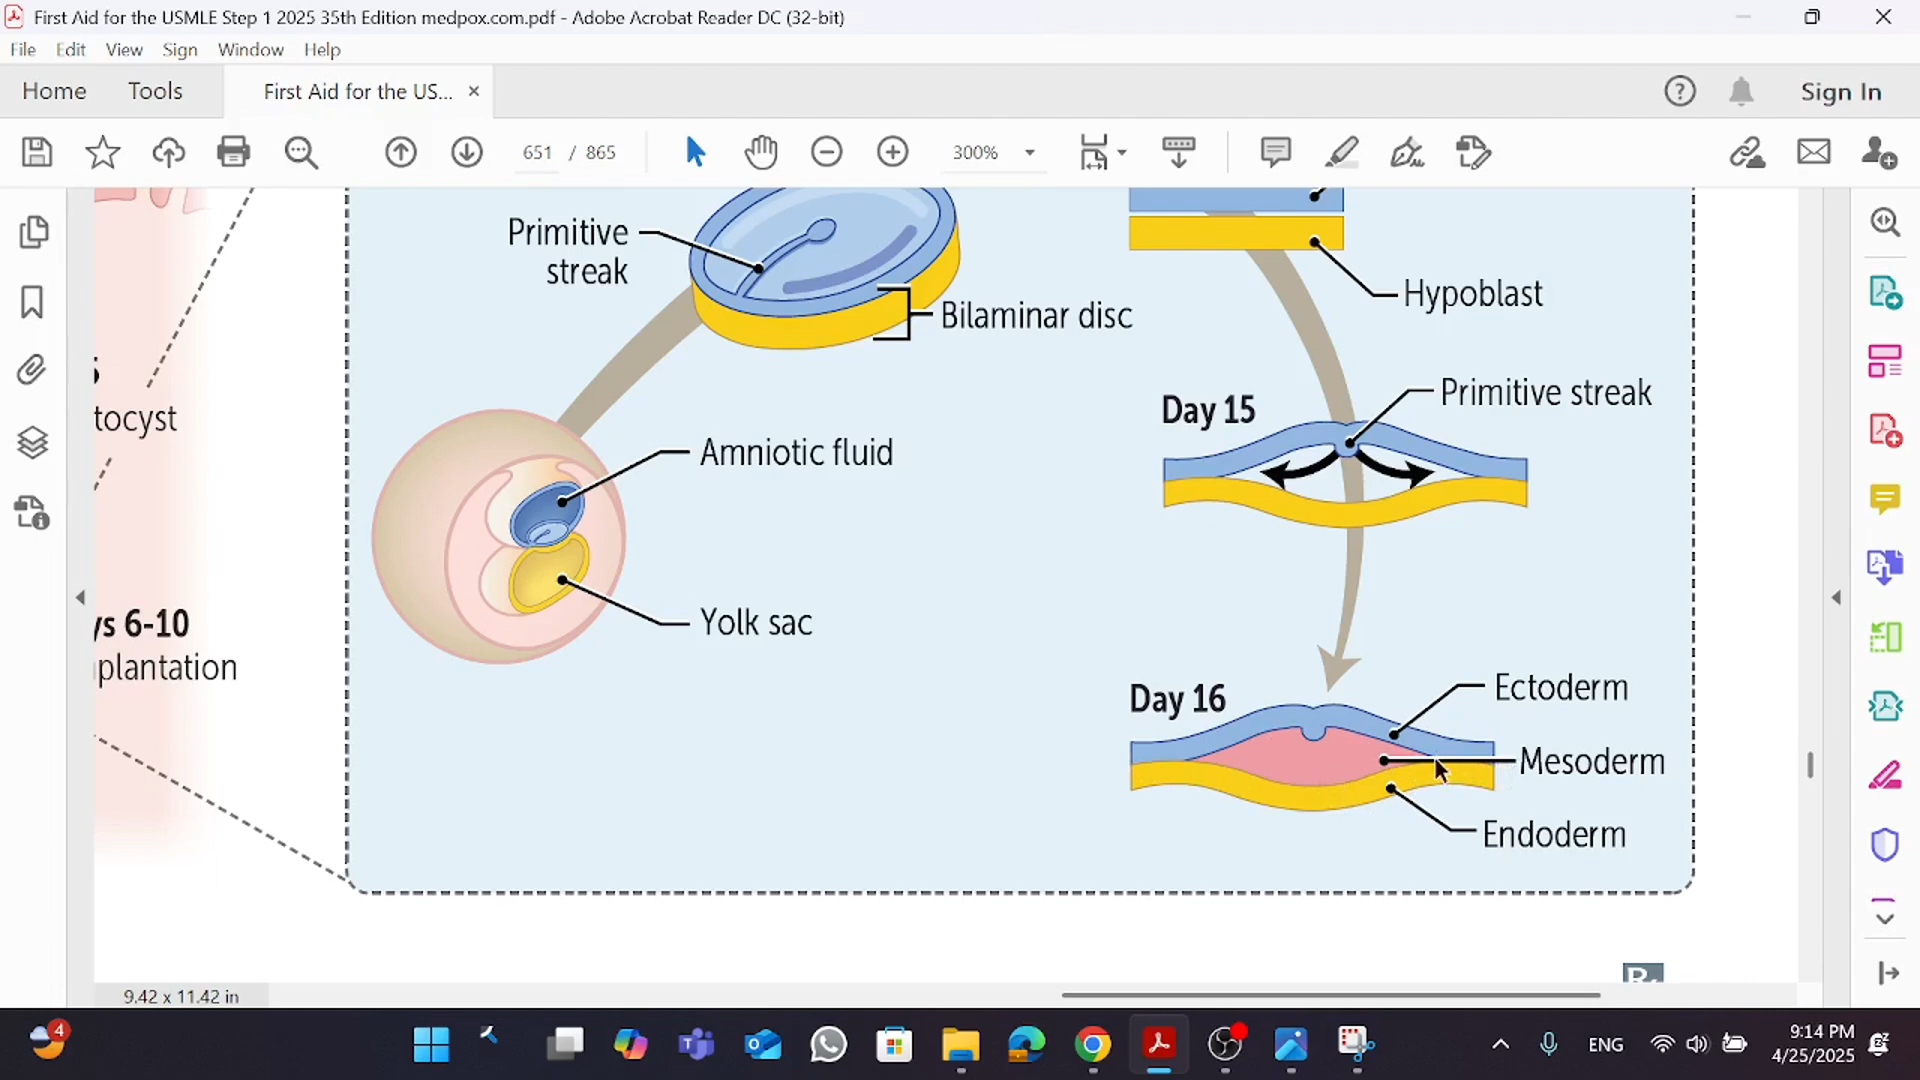 First Aid for the USMLE Step 1 2025 35th Edition medpox.com.pdf - Adobe Acrobat Reader DC (32-bit)
File Edit View Sign Window Help
Home Tools First Aid for the US... × Sign In
651 / 865 300%
Primitive
streak
Bilaminar disc
Hypoblast
tocyst
Day 15
Primitive streak
Amniotic fluid
Yolk sac
ys 6-10
plantation
Day 16
Ectoderm
Mesoderm
Endoderm
9.42 x 11.42 in
4
ENG
9:14 PM
4/25/2025